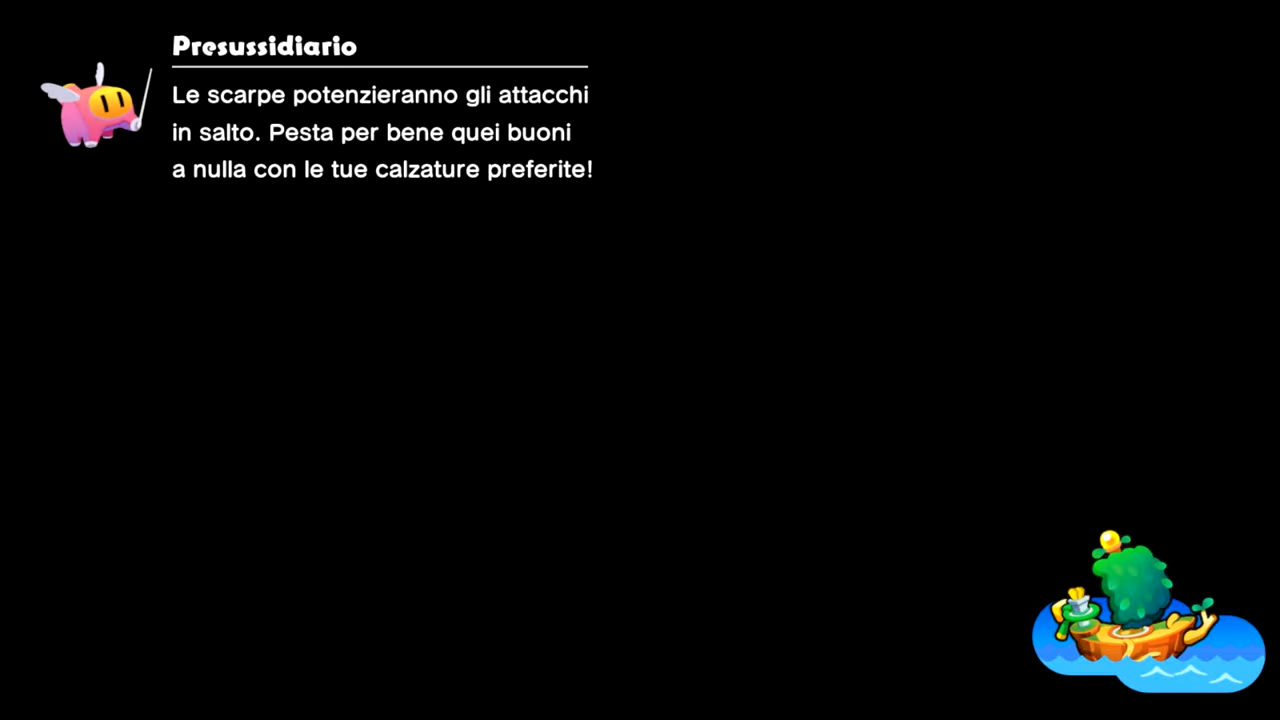 Presussidiario
Le scarpe potenzieranno gli attacchi
in salto. Pesta per bene quei buoni
a nulla con le tue calzature preferite!